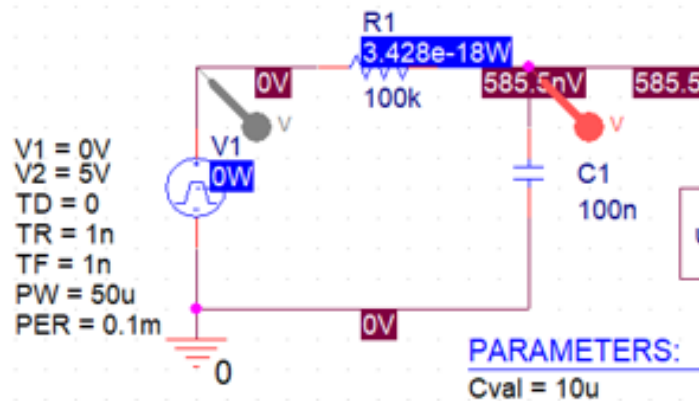 R1
3.428e-18W
0V
585.5nV
585.5
100k
V
V
V1 = 0V
V2 = 5V
TD = 0
TR = 1n
TF = 1n
PW = 50u
PER = 0.1m
V1
0W
C1
100n
0V
0
PARAMETERS:
Cval = 10u